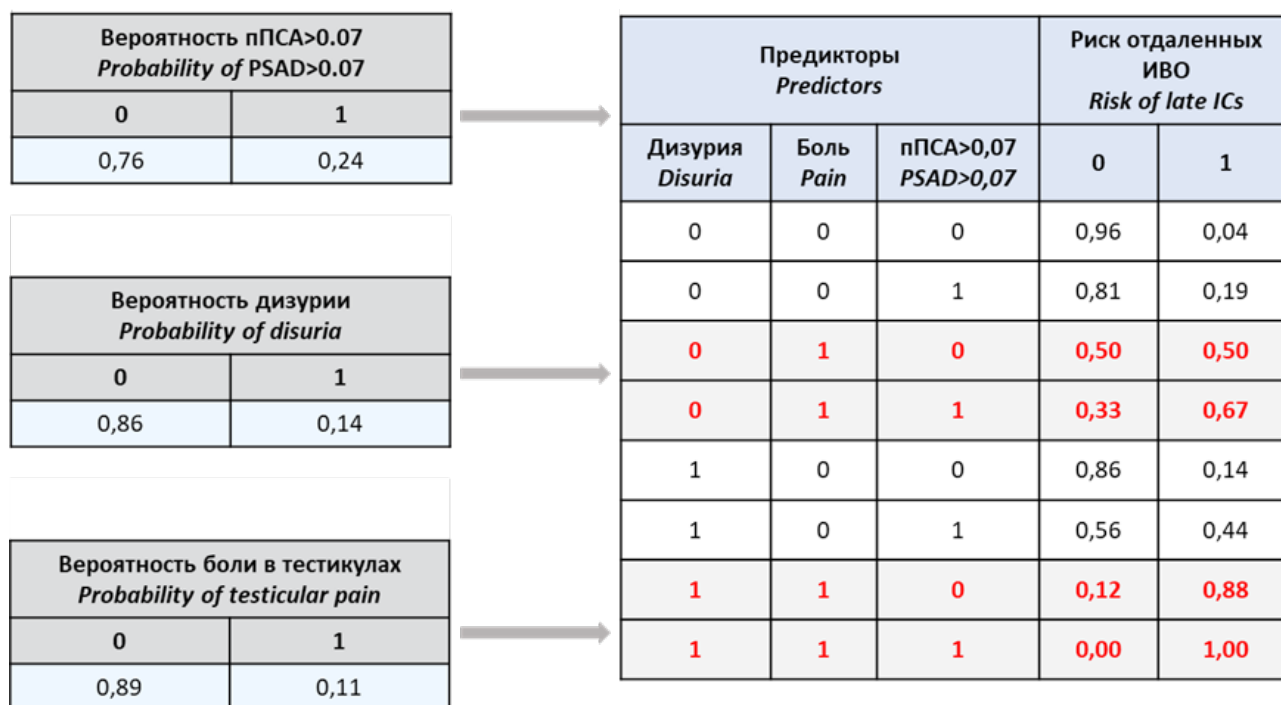 Вероятность пПСА>0.07
Probability of PSAD>0.07
0 1
0,76 0,24
Вероятность дизурии
Probability of disuria
0 1
0,86 0,14
Вероятность боли в тестикулах
Probability of testicular pain
0 1
0,89 0,11
Предикторы
Predictors
Риск отдаленных
ИВО
Risk of late ICs
Дизурия
Disuria
Боль
Pain
пПСА>0,07
PSAD>0,07
0 1
0 0 0 0,96 0,04
0 0 1 0,81 0,19
0 1 0 0,50 0,50
0 1 1 0,33 0,67
1 0 0 0,86 0,14
1 0 1 0,56 0,44
1 1 0 0,12 0,88
1 1 1 0,00 1,00